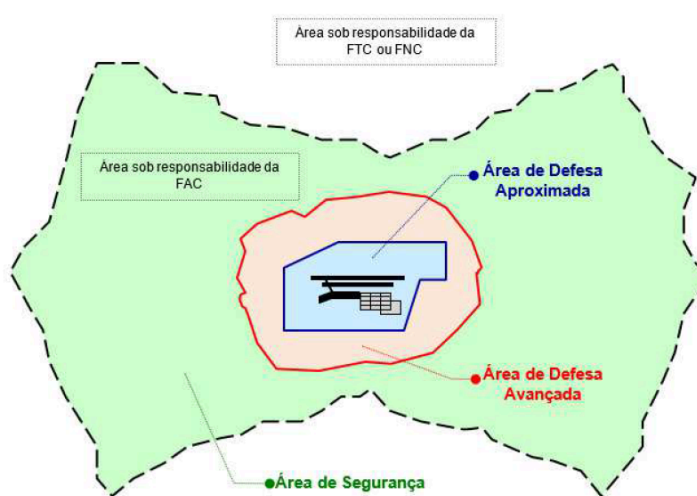 Área sob responsabilidade da
FTC ou FNC
Área sob responsabilidade da
FAC
Área de Defesa
Aproximada
Área de Defesa
Avançada
Área de Segurança